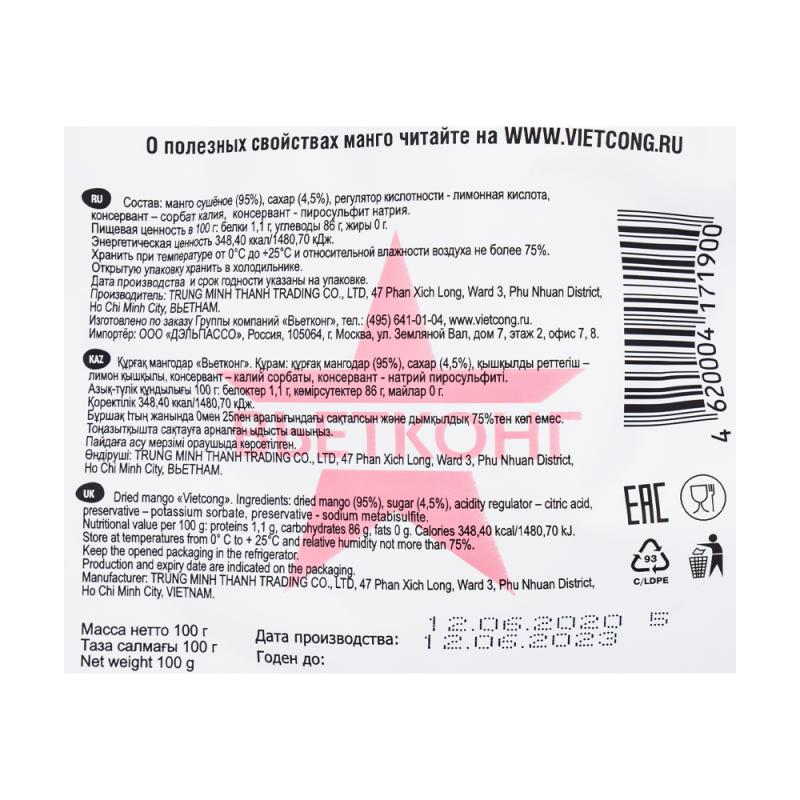 О полезных свойствах манго читайте на WWW.VIETCONG.RU
RU Состав: манго сушёное (95%), сахар (4,5%), регулятор кислотности - лимонная кислота,
консервант – сорбат калия, консервант - пиросульфит натрия.
Пищевая ценность в 100 г: белки 1,1 г, углеводы 86 г, жиры 0 г.
Энергетическая ценность 348,40 ккал/1480,70 кДж.
Хранить при температуре от 0°С до +25°С и относительной влажности воздуха не более 75%.
Открытую упаковку хранить в холодильнике.
Дата производства и срок годности указаны на упаковке.
Производитель: TRUNG MINH THANH TRADING CO., LTD, 47 Phan Xich Long, Ward 3, Phu Nhuan District,
Ho Chi Minh City, ВЬЕТНАМ.
Изготовлено по заказу Группы компаний «Вьетконг», тел.: (495) 641-01-04, www.vietcong.ru.
Импортёр: ООО «ДЭЛЬПАССО», Россия, 105064, г. Москва, ул. Земляной Вал, дом 7, этаж 2, офис 7, 8.
KAZ Құрғақ мангодар «Вьетконг». Құрам: құрғақ мангодар (95%), сахар (4,5%), қышқылды реттегіш –
лимон қышқылы, консервант – калий сорбаты, консервант - натрий пиросульфиті.
Азық-түлік құндылығы 100 г: белоктер 1,1 г, көмірсутектер 86 г, майлар 0 г.
Қоректілік 348,40 ккал/1480,70 кДж.
Бұршақ ітың жанында 0мен 25пен аралығындағы сақталсын және дымқылдық 75%тен көп емес.
Тоңазытқышта сақтауға арналған ыдысты ашыңыз.
Пайдаға асу мерзімі орауышында көрсетілген.
Өндіруші: TRUNG MINH THANH TRADING CO., LTD, 47 Phan Xich Long, Ward 3, Phu Nhuan District,
Ho Chi Minh City, ВЬЕТНАМ.
ВЬЕТКОНГ
UK Dried mango «Vietcong». Ingredients: dried mango (95%), sugar (4,5%), acidity regulator – citric acid,
preservative – potassium sorbate, preservative - sodium metabisulfite.
Nutritional value per 100 g: proteins 1,1 g, carbohydrates 86 g, fats 0 g. Calories 348,40 kcal/1480,70 kJ.
Store at temperatures from 0° C to + 25°C and relative humidity not more than 75%.
Keep the opened packaging in the refrigerator.
Production and expiry date are indicated on the packaging.
Manufacturer: TRUNG MINH THANH TRADING CO., LTD, 47 Phan Xich Long, Ward 3, Phu Nhuan District,
Ho Chi Minh City, VIETNAM.
Масса нетто 100 г
Таза салмағы 100 г
Net weight 100 g
Дата производства: 12.06.2020 5
Годен до: 12.06.2023
4 620004 171900
EAC
93
C/LDPE